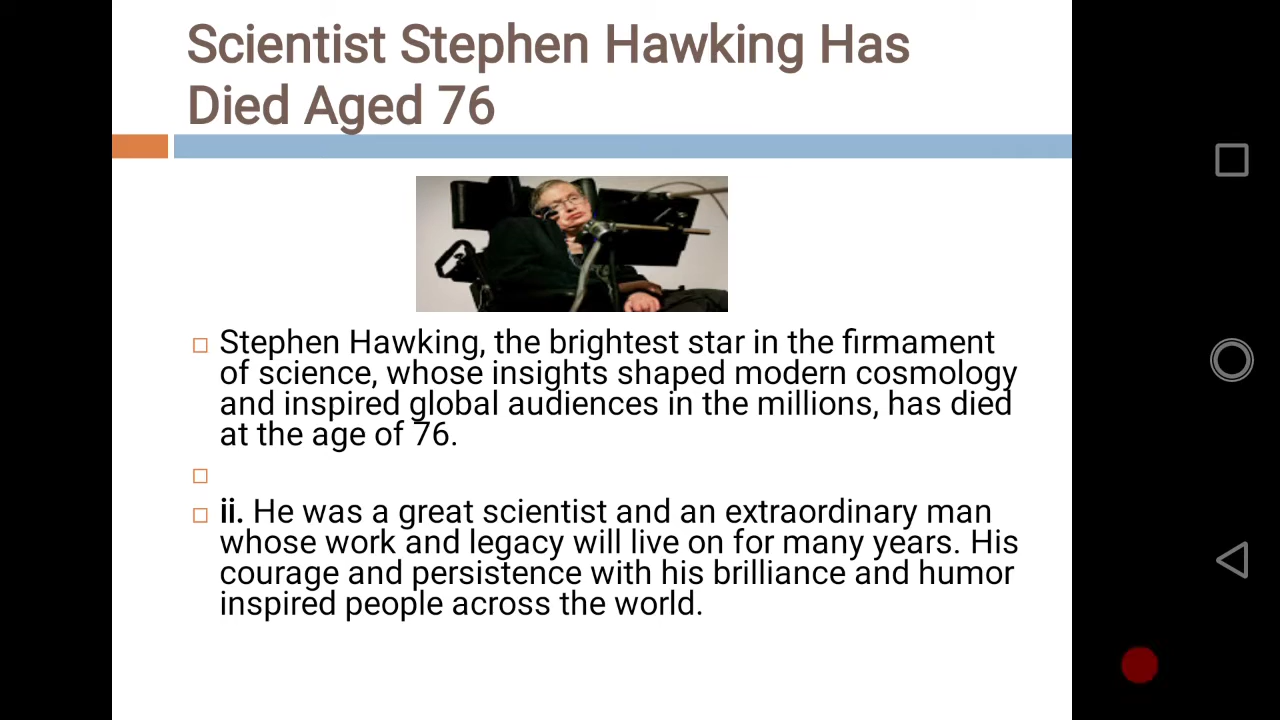 Scientist Stephen Hawking Has
Died Aged 76
Stephen Hawking, the brightest star in the firmament
of science, whose insights shaped modern cosmology
and inspired global audiences in the millions, has died
at the age of 76.
ii. He was a great scientist and an extraordinary man
whose work and legacy will live on for many years. His
courage and persistence with his brilliance and humor
inspired people across the world.